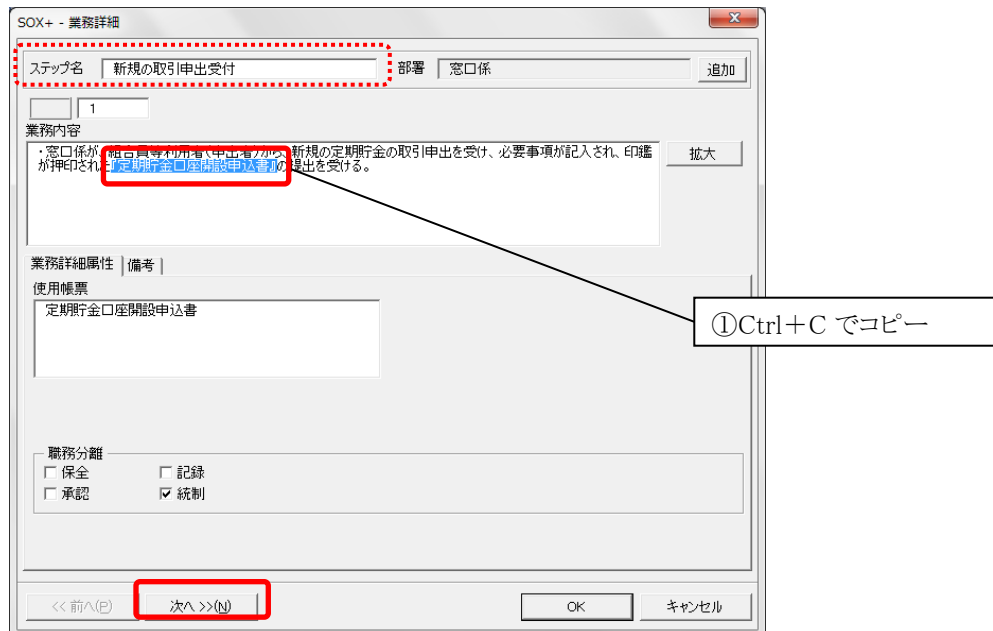 SOX+ - 業務詳細
ステップ名 新規の取引申出受付 部署 窓口係 追加
1
業務内容
・窓口係が、組合員等利用者(申出者)から、新規の定期貯金の取引申出を受け、必要事項が記入され、印鑑
が押印された『定期貯金口座開設申込書』の提出を受ける。
拡大
業務詳細属性 備考
使用帳票
定期貯金口座開設申込書
①Ctrl+C でコピー
職務分離
保全 記録
承認 統制
<< 前へ(P) 次へ >>(N) OK キャンセル